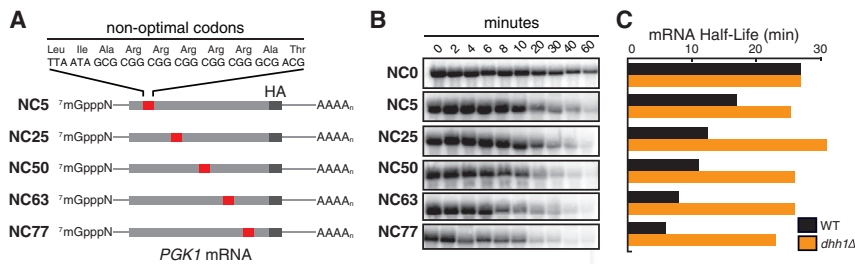 A
non-optimal codons
Leu Ile Ala Arg Arg Arg Arg Arg Ala Thr
TTA ATA GCG CGG CGG CGG CGG CGG GCG ACG
HA
NC5 ⁷mGpppN AAAAₙ
NC25 ⁷mGpppN AAAAₙ
NC50 ⁷mGpppN AAAAₙ
NC63 ⁷mGpppN AAAAₙ
NC77 ⁷mGpppN AAAAₙ
PGK1 mRNA
B
minutes
0 2 4 6 8 10 20 30 40 60
NC0
NC5
NC25
NC50
NC63
NC77
C
mRNA Half-Life (min)
0 10 20 30
WT
dhh1Δ